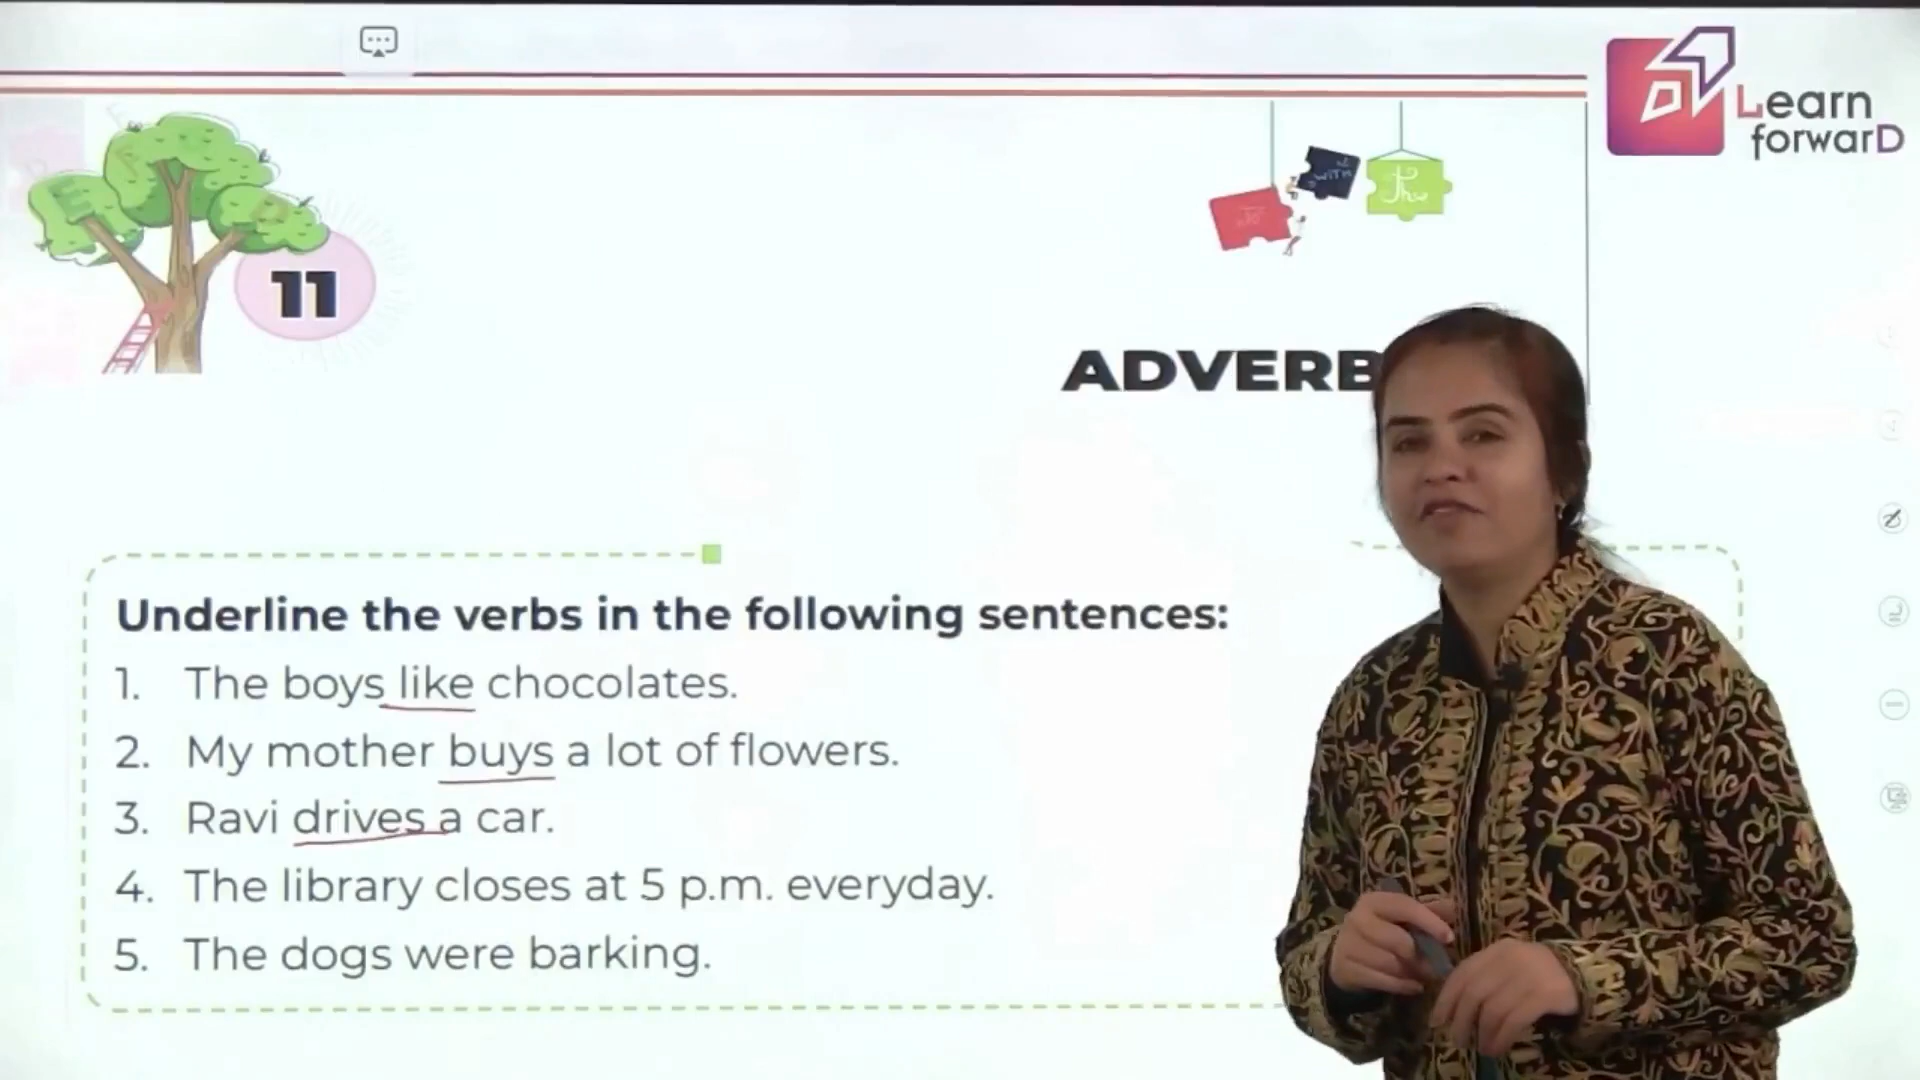 Learn
forwarD
WITH
The
11
ADVERB
Underline the verbs in the following sentences:
1. The boys like chocolates.
2. My mother buys a lot of flowers.
3. Ravi drives a car.
4. The library closes at 5 p.m. everyday.
5. The dogs were barking.